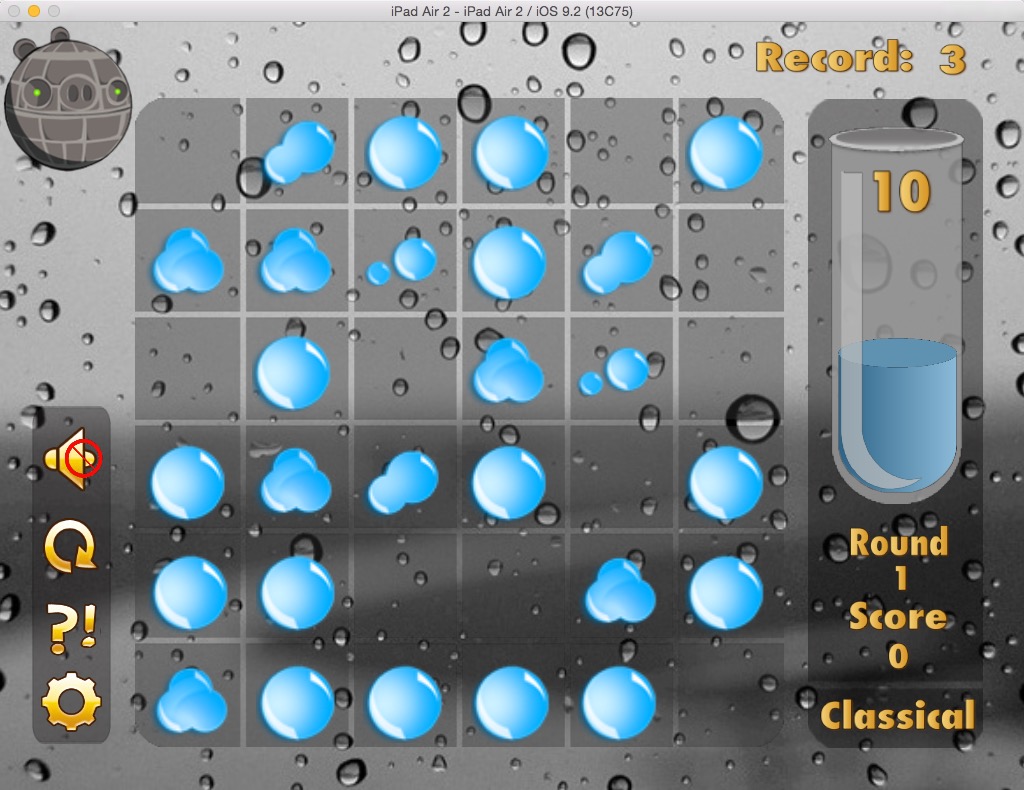 iPad Air 2 - iPad Air 2 / iOS 9.2 (13C75)
Record: 3
10
?!
Round
1
Score
0
Classical